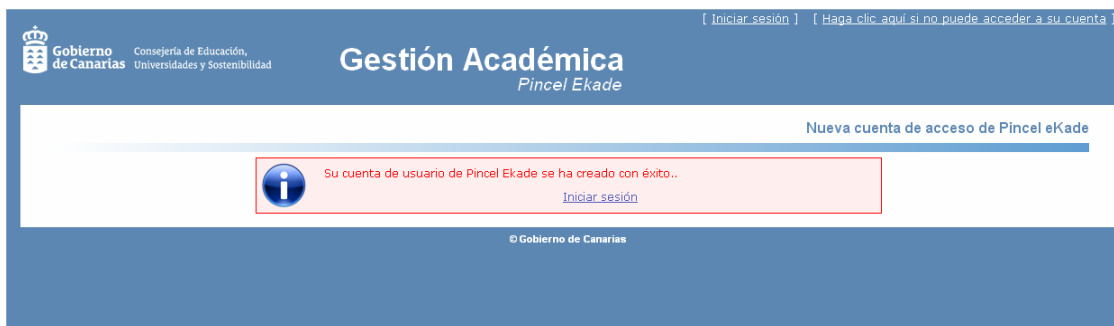 [ Iniciar sesión ] [ Haga clic aquí si no puede acceder a su cuenta ]
Gobierno de Canarias
Consejería de Educación,
Universidades y Sostenibilidad
Gestión Académica
Pincel Ekade
Nueva cuenta de acceso de Pincel eKade
Su cuenta de usuario de Pincel Ekade se ha creado con éxito..
Iniciar sesión
© Gobierno de Canarias